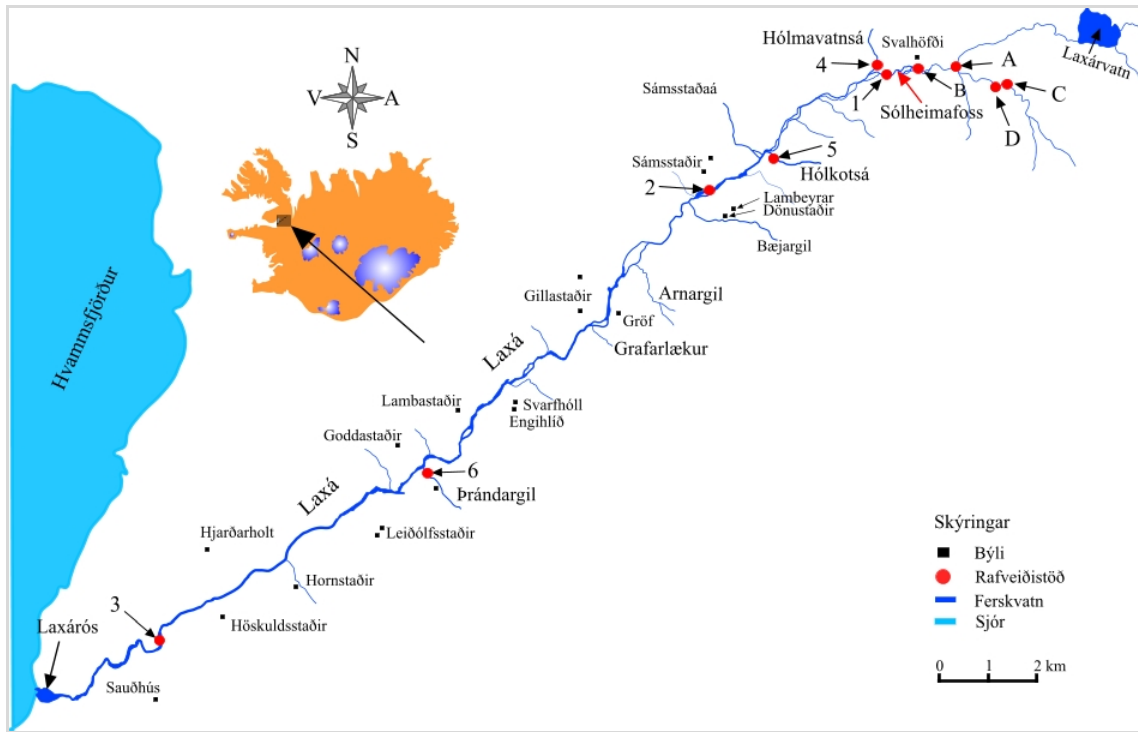 Hólmavatnsá
Svalhöfði
A
Laxárvatn
N
V
A
S
4
1
B
C
D
Sólheimafoss
Sámsstaðaá
5
Hólkotsá
Sámsstaðir
2
Lambeyrar
Dönustaðir
Bæjargil
Hvammsfjörður
Arnargil
Gillastaðir
Gröf
Grafarlækur
Laxá
Svarfhóll
Engihlíð
Lambastaðir
Goddastaðir
6
Þrándargil
Laxá
Leiðólfsstaðir
Hjarðarholt
Hornstaðir
3
Höskuldsstaðir
Laxárós
Sauðhús
Skýringar
Býli
Rafveiðistöð
Ferskvatn
Sjór
0 1 2 km